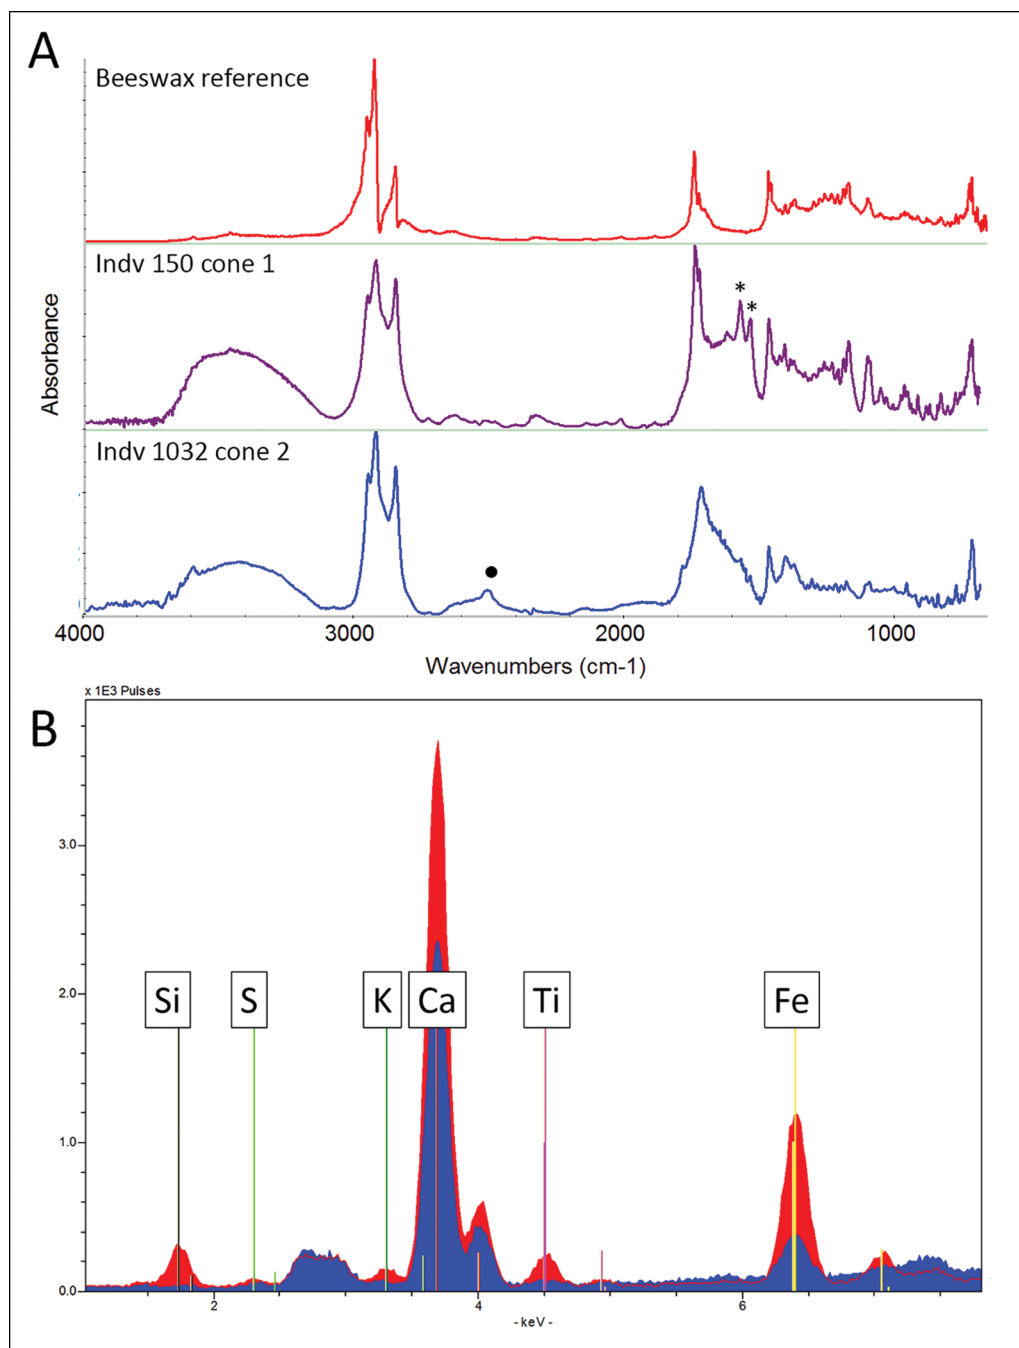 A
Beeswax reference
Indv 150 cone 1
*
*
Absorbance
Indv 1032 cone 2
4000 3000 2000 1000
Wavenumbers (cm-1)
x 1E3 Pulses
B
3.0
2.0
Si S K Ca Ti Fe
1.0
0.0
2 4 6
- keV -